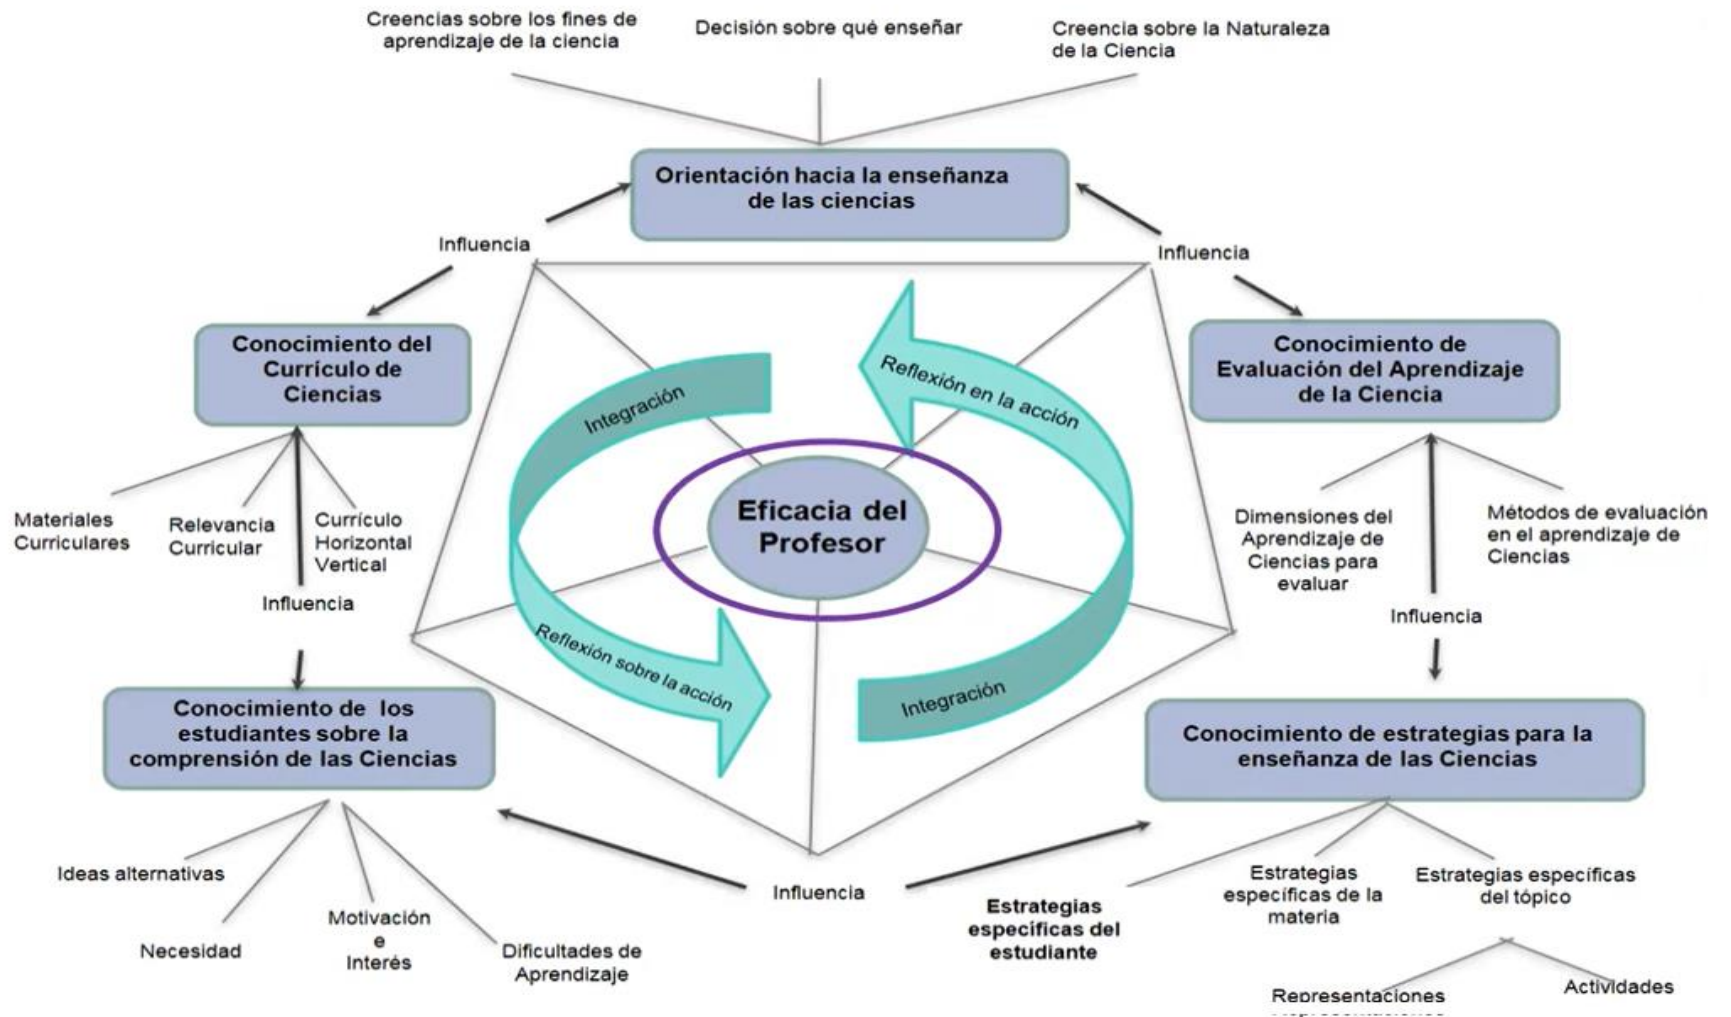 Creencias sobre los fines de
aprendizaje de la ciencia
Decisión sobre qué enseñar
Creencia sobre la Naturaleza
de la Ciencia
Orientación hacia la enseñanza
de las ciencias
Influencia
Influencia
Conocimiento del
Currículo de
Ciencias
Conocimiento de
Evaluación del Aprendizaje
de la Ciencia
Integración
Reflexión en la acción
Eficacia del
Profesor
Materiales
Curriculares
Relevancia
Curricular
Currículo
Horizontal
Vertical
Dimensiones del
Aprendizaje de
Ciencias para
evaluar
Métodos de evaluación
en el aprendizaje de
Ciencias
Influencia
Influencia
Reflexión sobre la acción
Integración
Conocimiento de los
estudiantes sobre la
comprensión de las Ciencias
Conocimiento de estrategias para la
enseñanza de las Ciencias
Ideas alternativas
Necesidad
Motivación
e
Interés
Dificultades de
Aprendizaje
Influencia
Estrategias
específicas del
estudiante
Estrategias
específicas de la
materia
Estrategias específicas
del tópico
Representaciones
Actividades